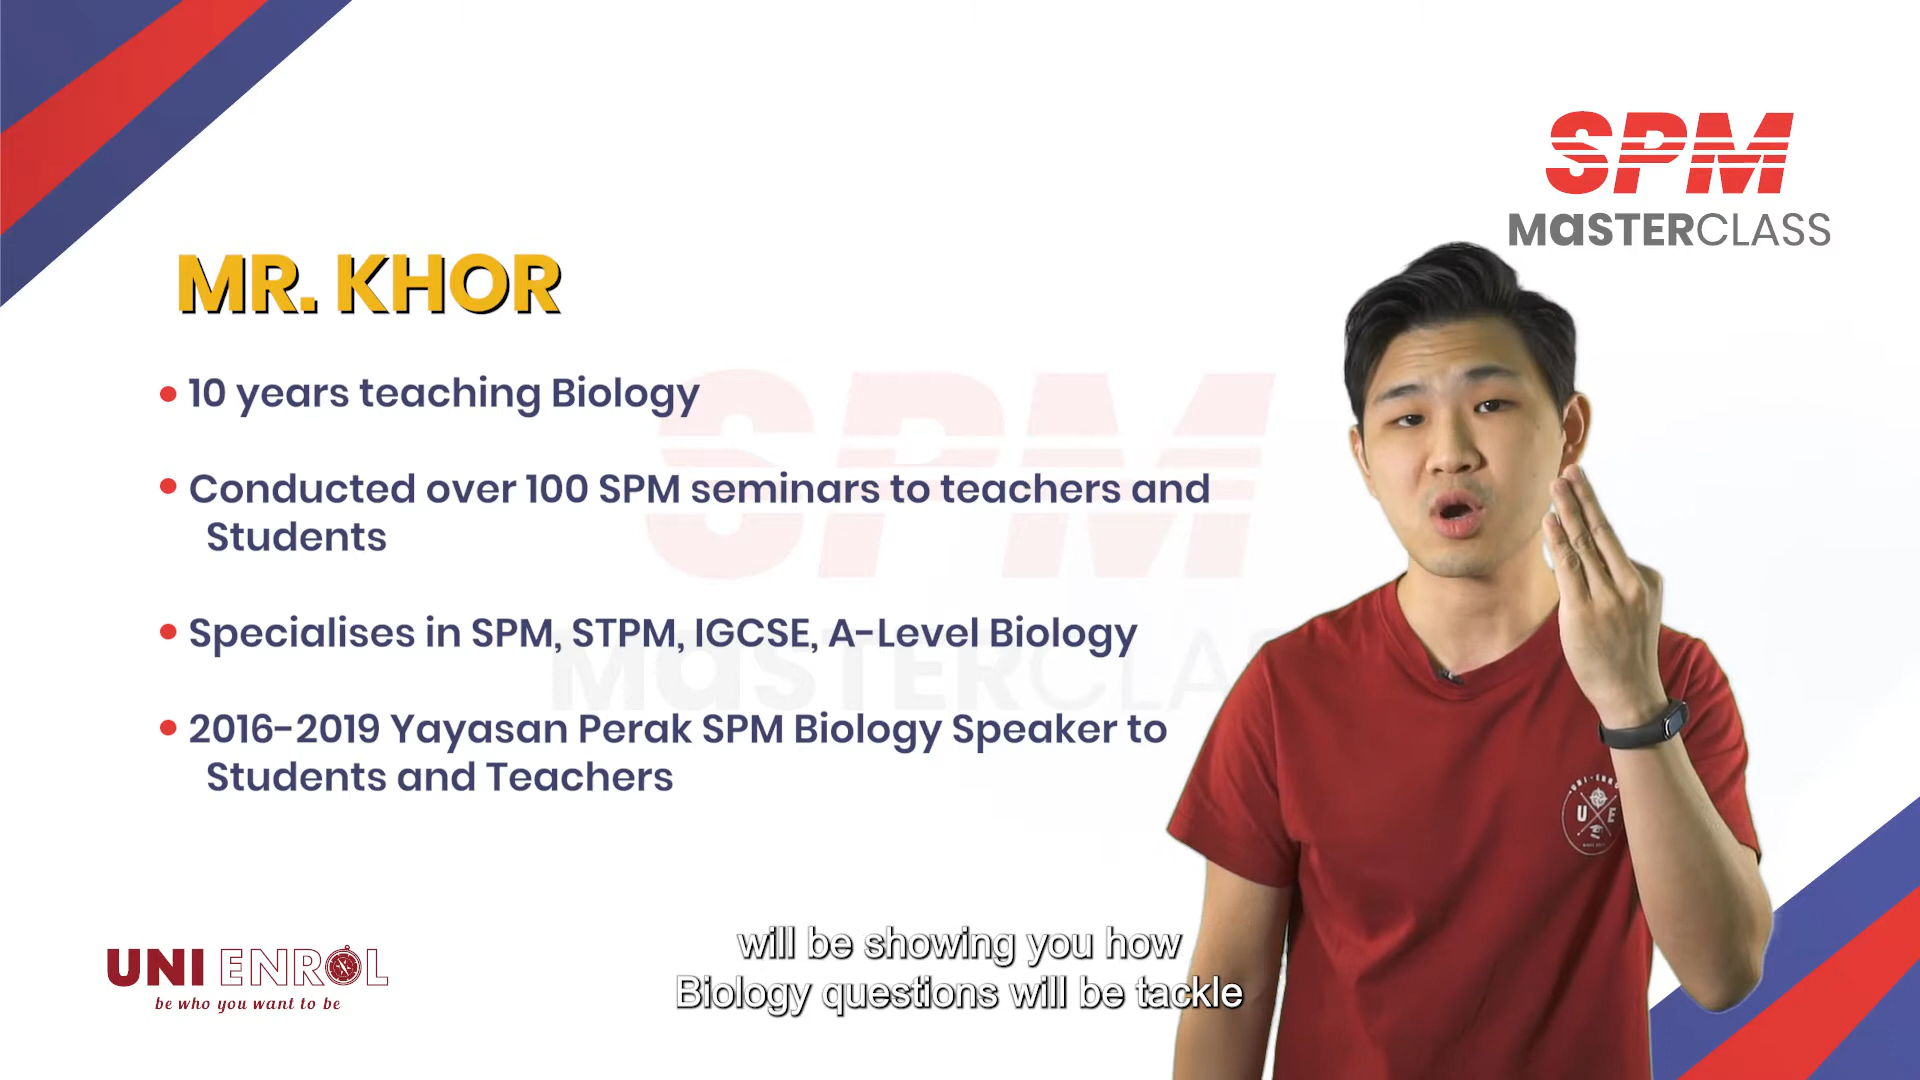 SPM
MaSTERCLASS
MR. KHOR
10 years teaching Biology
Conducted over 100 SPM seminars to teachers and
Students
Specialises in SPM, STPM, IGCSE, A-Level Biology
2016-2019 Yayasan Perak SPM Biology Speaker to
Students and Teachers
SPM
MaSTERCLA
U E
will be showing you how
Biology questions will be tackle
UNI ENROL
be who you want to be